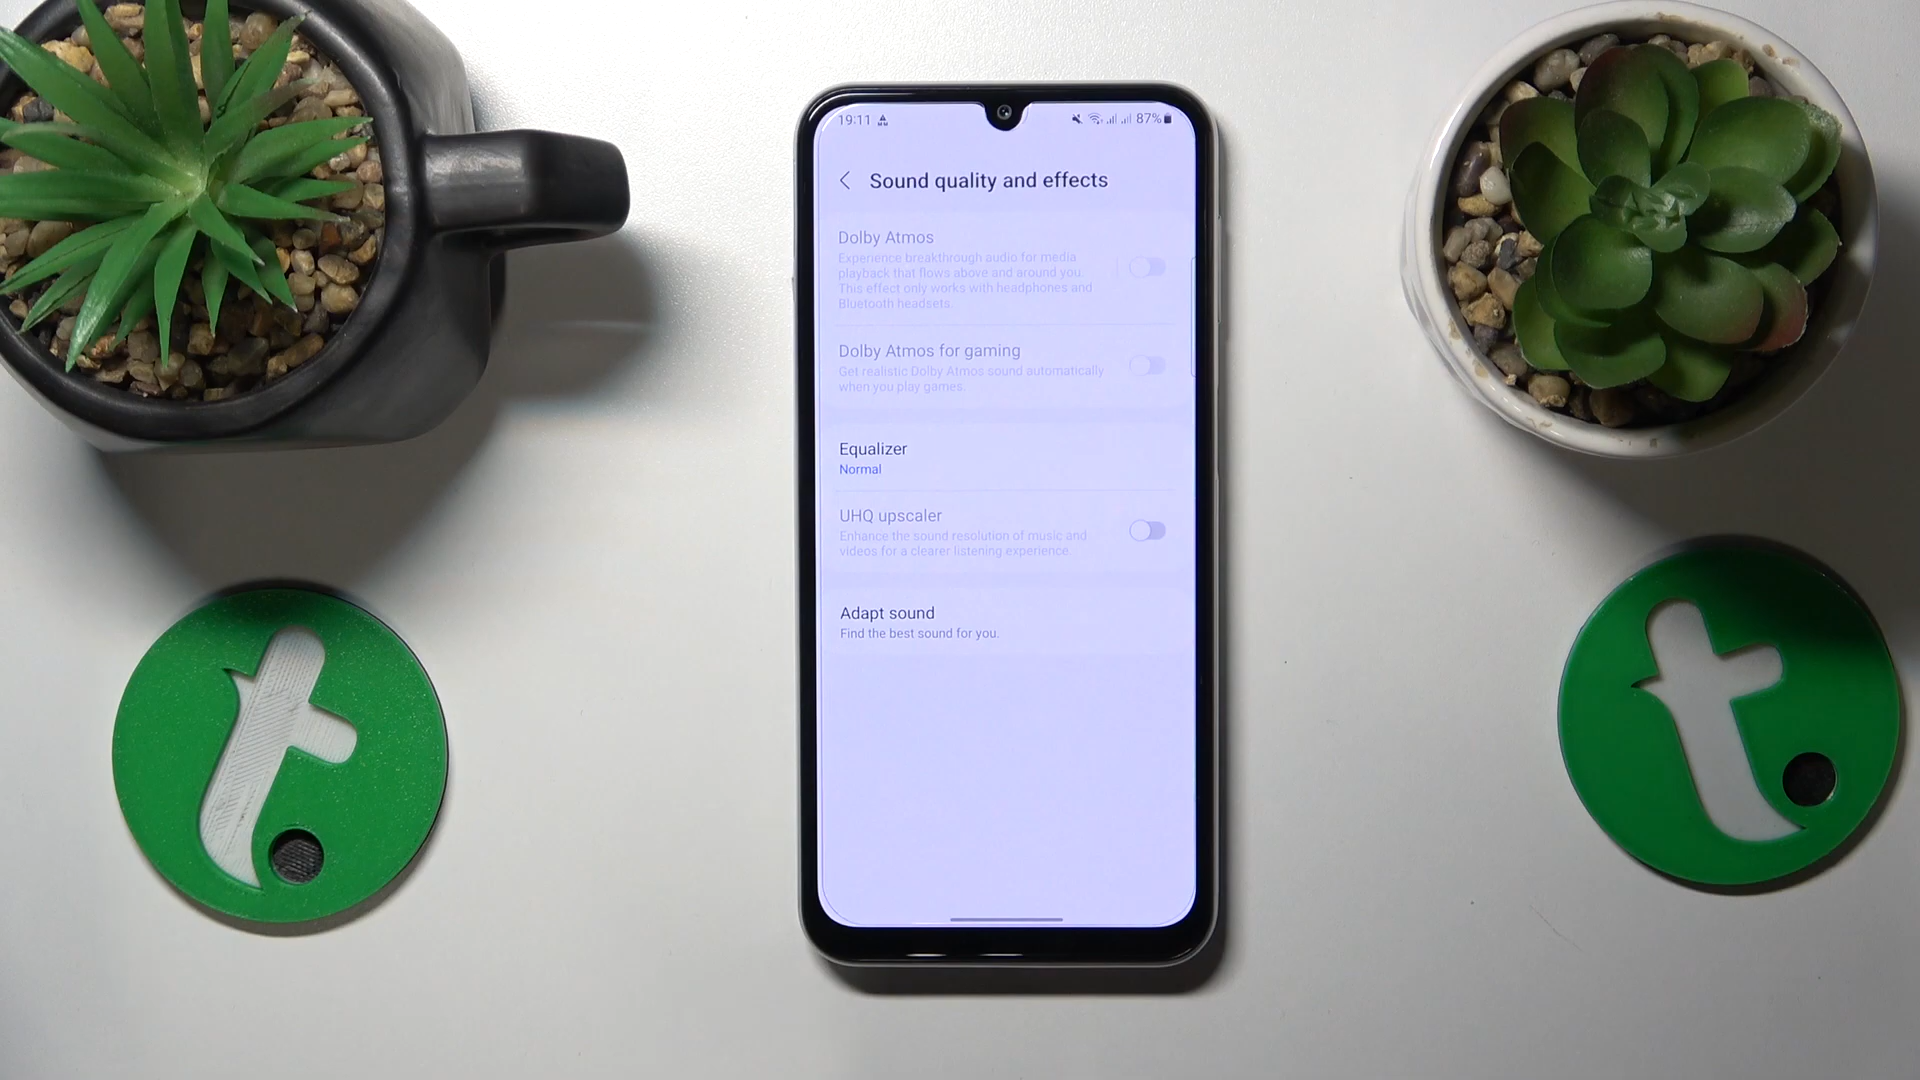 19:11
87%
Sound quality and effects
Dolby Atmos
Experience breakthrough audio for media
playback that flows above and around you.
This effect only works with headphones and
Bluetooth headsets.
Dolby Atmos for gaming
Get realistic Dolby Atmos sound automatically
when you play games.
Equalizer
Normal
UHQ upscaler
Enhance the sound resolution of music and
videos for a clearer listening experience.
Adapt sound
Find the best sound for you.